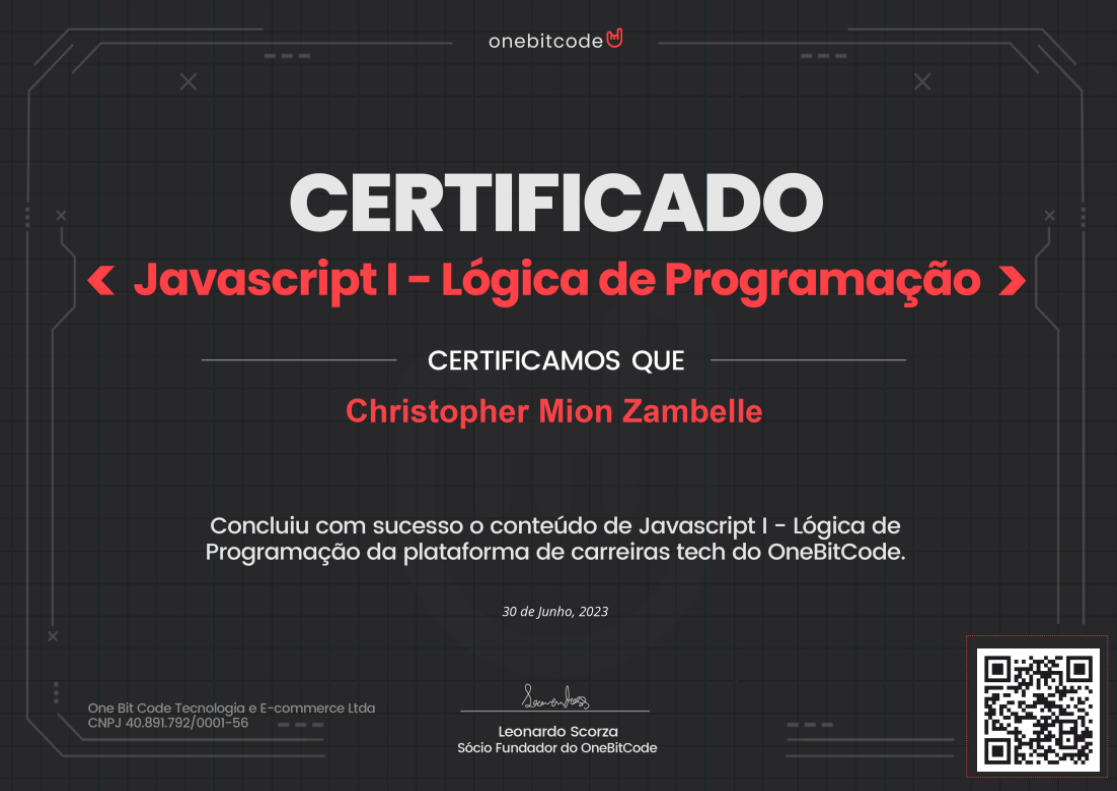 onebitcode
CERTIFICADO
< Javascript I - Lógica de Programação >
CERTIFICAMOS QUE
Christopher Mion Zambelle
Concluiu com sucesso o conteúdo de Javascript I - Lógica de
Programação da plataforma de carreiras tech do OneBitCode.
30 de Junho, 2023
One Bit Code Tecnologia e E-commerce Ltda
CNPJ 40.891.792/0001-56
Leonardo Scorza
Sócio Fundador do OneBitCode